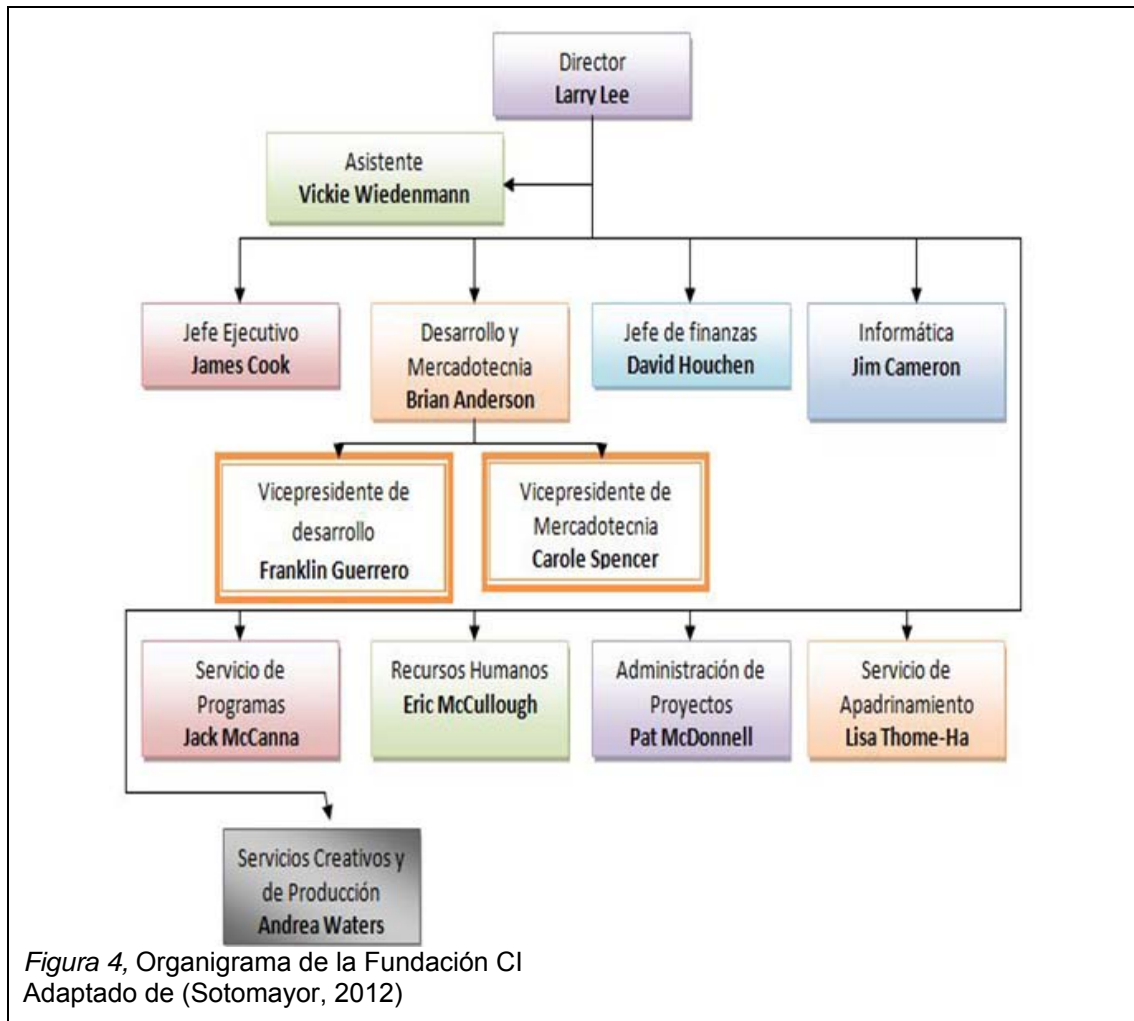 Director
Larry Lee
Asistente
Vickie Wiedenmann
Jefe Ejecutivo
James Cook
Desarrollo y
Mercadotecnia
Brian Anderson
Jefe de finanzas
David Houchen
Informática
Jim Cameron
Vicepresidente de
desarrollo
Franklin Guerrero
Vicepresidente de
Mercadotecnia
Carole Spencer
Servicio de
Programas
Jack McCanna
Recursos Humanos
Eric McCullough
Administración de
Proyectos
Pat McDonnell
Servicio de
Apadrinamiento
Lisa Thome-Ha
Servicios Creativos y
de Producción
Andrea Waters
Figura 4, Organigrama de la Fundación CI
Adaptado de (Sotomayor, 2012)